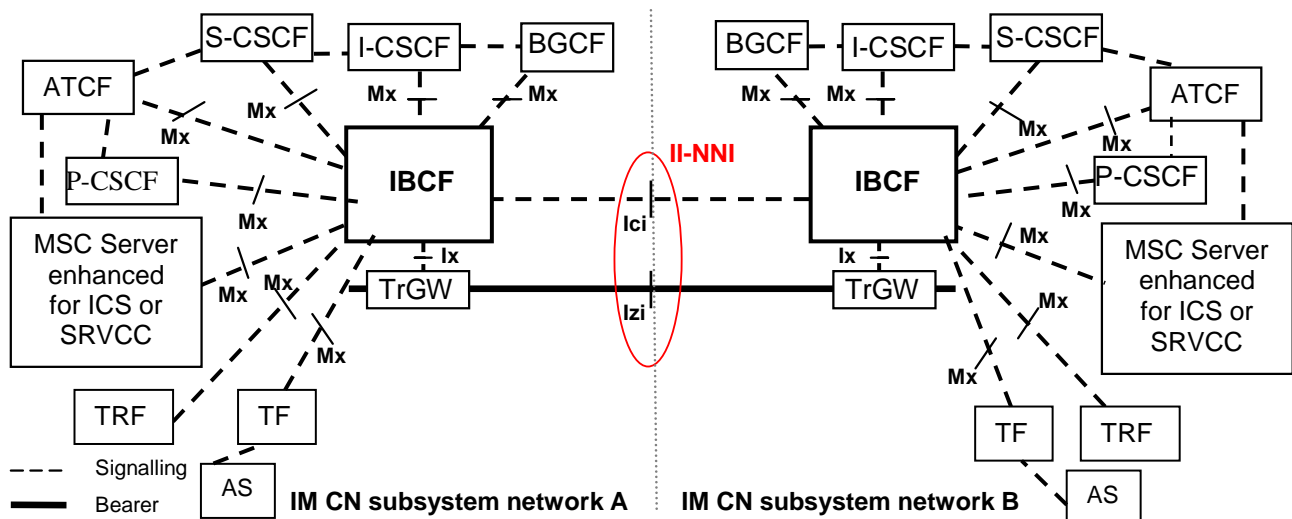 S-CSCF
I-CSCF
BGCF
BGCF
I-CSCF
S-CSCF
ATCF
ATCF
Mx
Mx
Mx
Mx
Mx
Mx
Mx
Mx
II-NNI
P-CSCF
IBCF
IBCF
P-CSCF
Mx
Ici
Mx
MSC Server
enhanced
for ICS or
SRVCC
Mx
Mx
Ix
Ix
Mx
MSC Server
enhanced
for ICS or
SRVCC
TrGW
Izi
TrGW
Mx
Mx
Mx
TRF
TF
TF
TRF
Signalling
AS
AS
Bearer
IM CN subsystem network A
IM CN subsystem network B